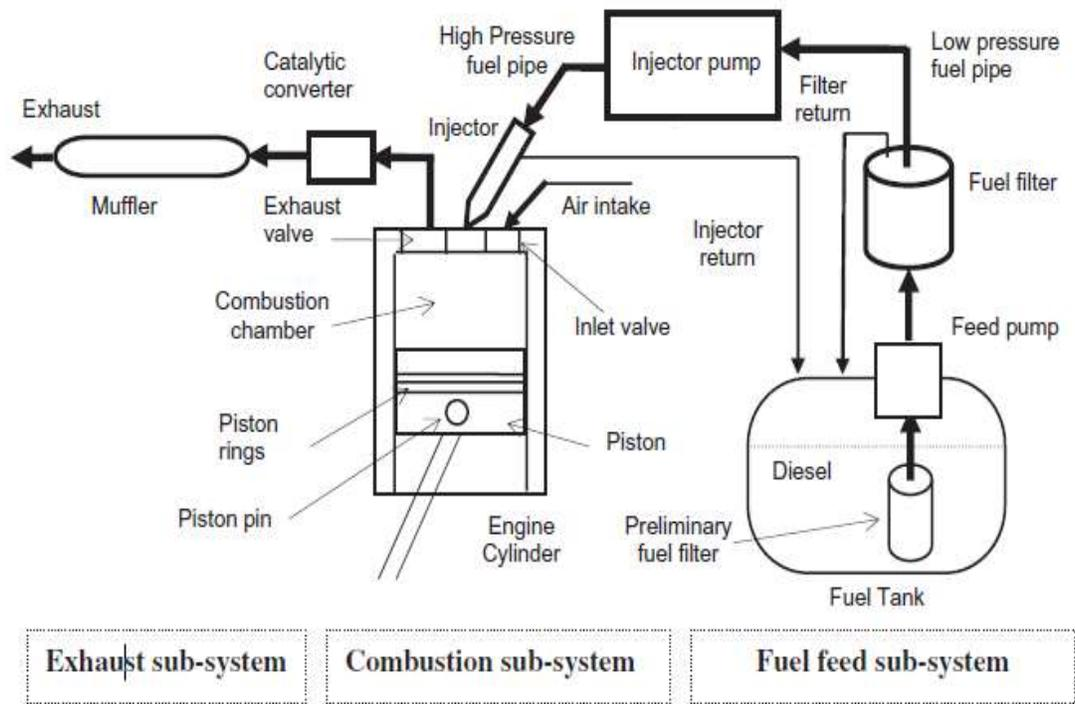 High Pressure
fuel pipe
Injector pump
Low pressure
fuel pipe
Catalytic
converter
Filter
return
Exhaust
Injector
Fuel filter
Muffler
Exhaust
valve
Air intake
Injector
return
Combustion
chamber
Inlet valve
Feed pump
Piston
rings
Piston
Diesel
Piston pin
Engine
Cylinder
Preliminary
fuel filter
Fuel Tank
Exhaust sub-system
Combustion sub-system
Fuel feed sub-system